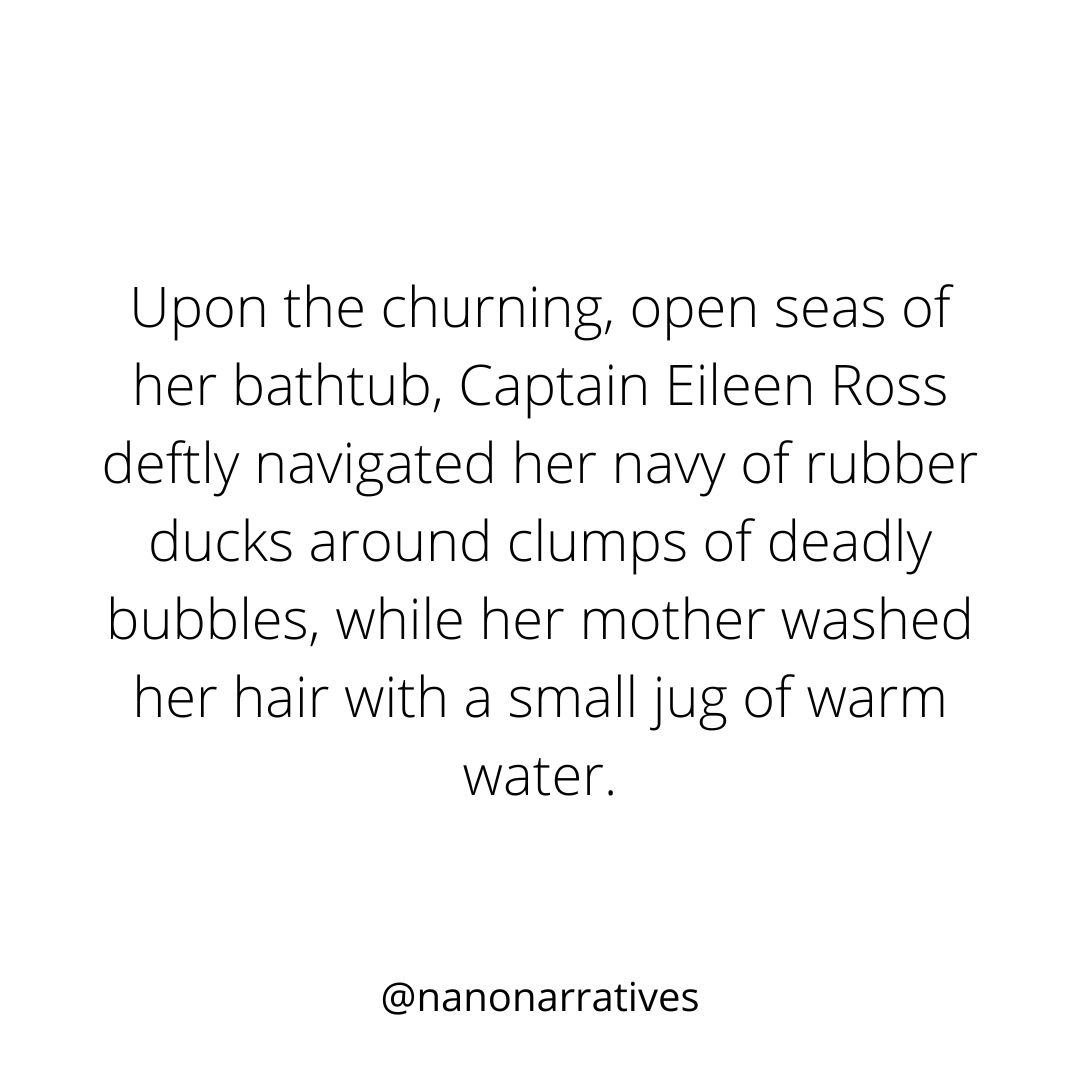 Upon the churning, open seas of
her bathtub, Captain Eileen Ross
deftly navigated her navy of rubber
ducks around clumps of deadly
bubbles, while her mother washed
her hair with a small jug of warm
water.
@nanonarratives